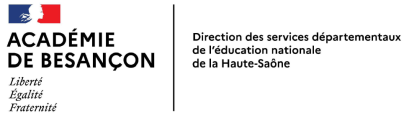 ACADÉMIE
DE BESANÇON
Liberté
Égalité
Fraternité
Direction des services départementaux
de l'éducation nationale
de la Haute-Saône